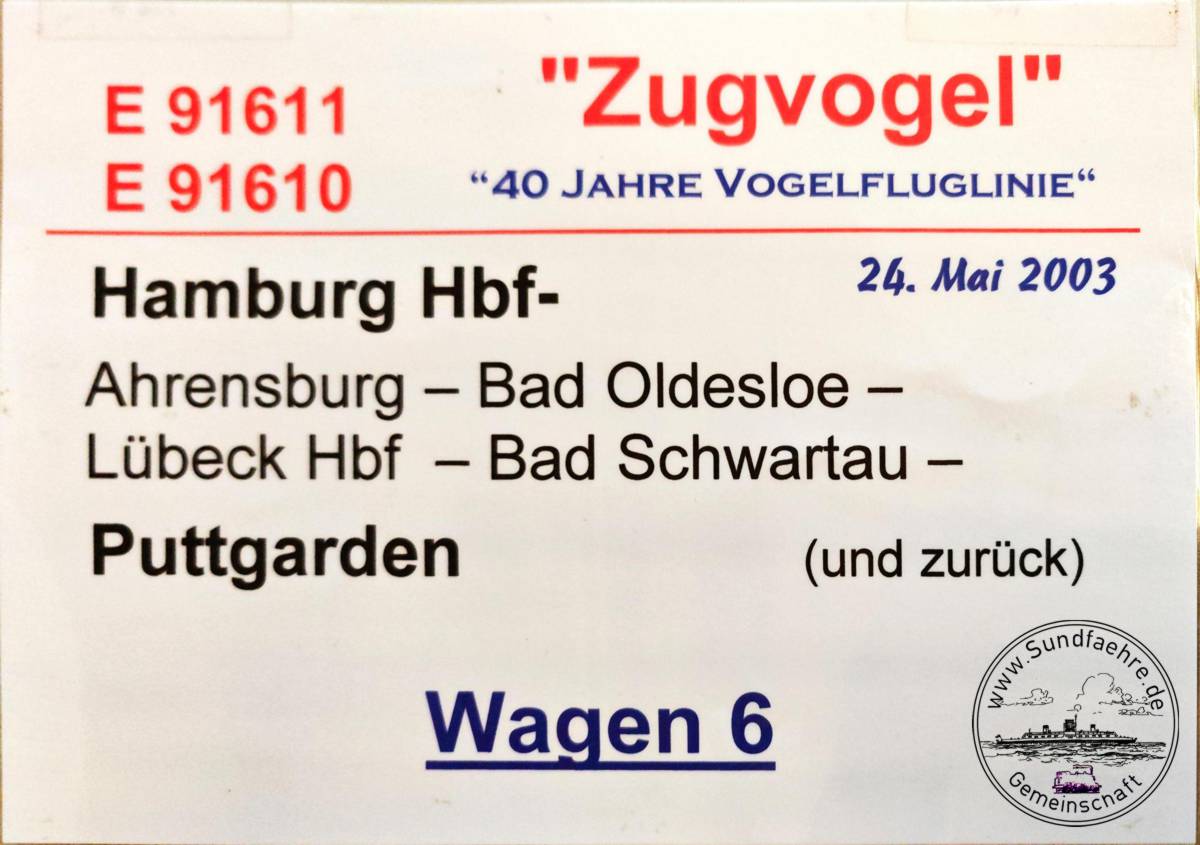 E 91611
"Zugvogel"
E 91610
“40 Jahre Vogelfluglinie“
24. Mai 2003
Hamburg Hbf-
Ahrensburg – Bad Oldesloe –
Lübeck Hbf – Bad Schwartau –
Puttgarden (und zurück)
Wagen 6
www.Sundfaehre.de
Gemeinschaft